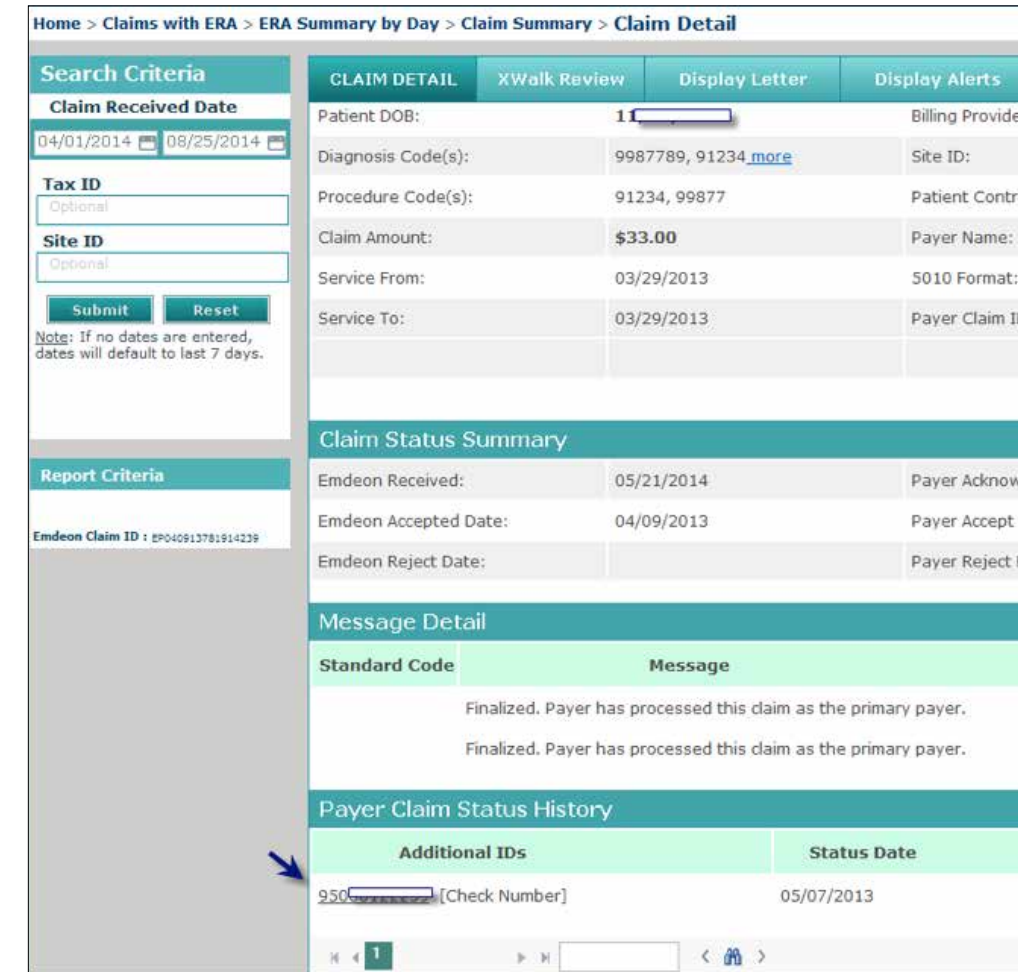 Home > Claims with ERA > ERA Summary by Day > Claim Summary > Claim Detail
Search Criteria
Claim Received Date
04/01/2014 08/25/2014
Tax ID
Optional
Site ID
Optional
Submit Reset
Note: If no dates are entered,
dates will default to last 7 days.
Report Criteria
Emdeon Claim ID : EP040913781914239
CLAIM DETAIL XWalk Review Display Letter Display Alerts
Patient DOB: 11 Billing Provide
Diagnosis Code(s): 9987789, 91234 more Site ID:
Procedure Code(s): 91234, 99877 Patient Contr
Claim Amount: $33.00 Payer Name:
Service From: 03/29/2013 5010 Format:
Service To: 03/29/2013 Payer Claim I
Claim Status Summary
Emdeon Received: 05/21/2014 Payer Acknow
Emdeon Accepted Date: 04/09/2013 Payer Accept
Emdeon Reject Date: Payer Reject
Message Detail
Standard Code Message
Finalized. Payer has processed this claim as the primary payer.
Finalized. Payer has processed this claim as the primary payer.
Payer Claim Status History
Additional IDs Status Date
950 [Check Number] 05/07/2013
1